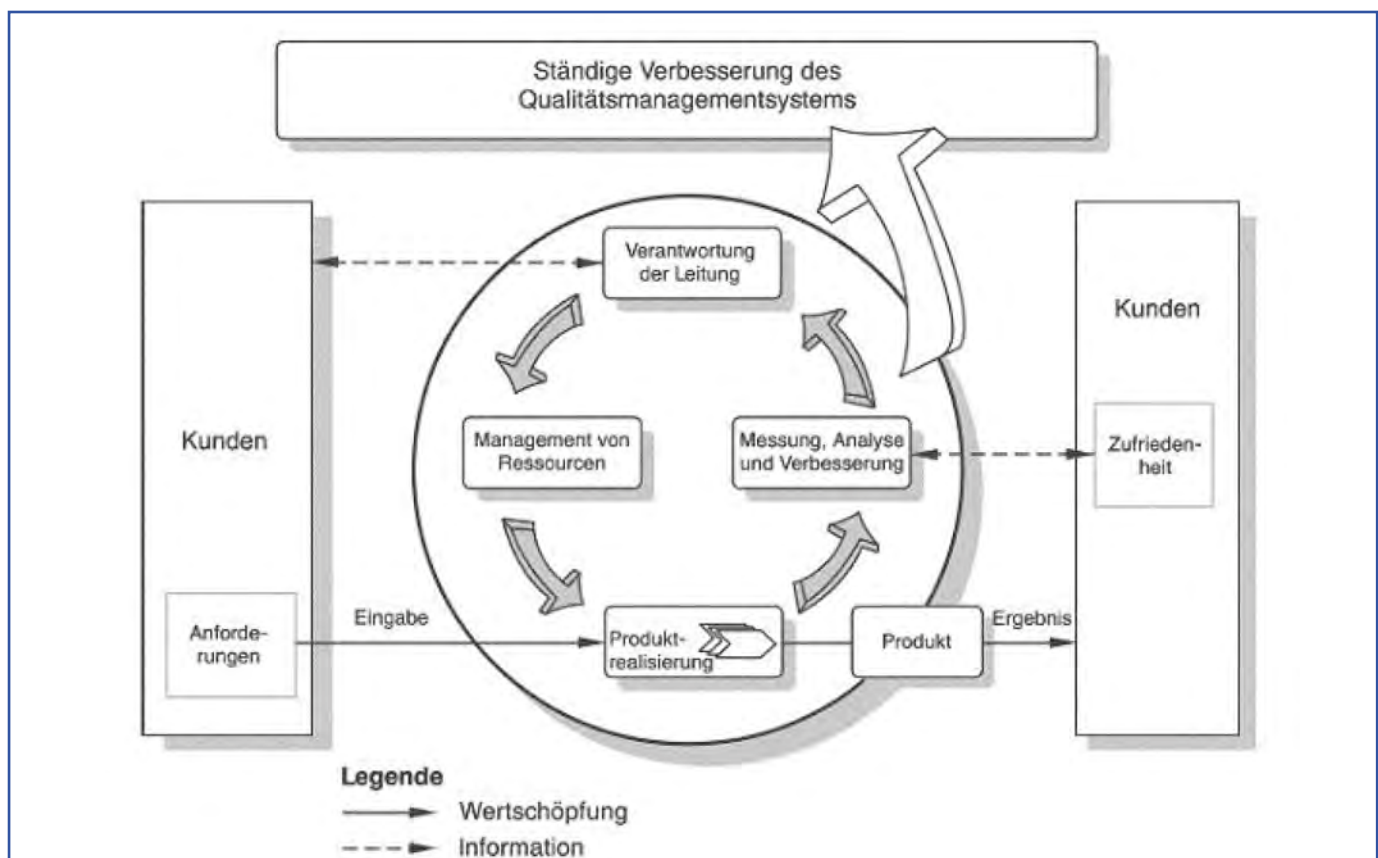 Ständige Verbesserung des
Qualitätsmanagementsystems
Verantwortung
der Leitung
Kunden
Kunden
Management von
Ressourcen
Messung, Analyse
und Verbesserung
Zufrieden-
heit
Anforde-
rungen
Eingabe
Produkt-
realisierung
Produkt
Ergebnis
Legende
Wertschöpfung
Information